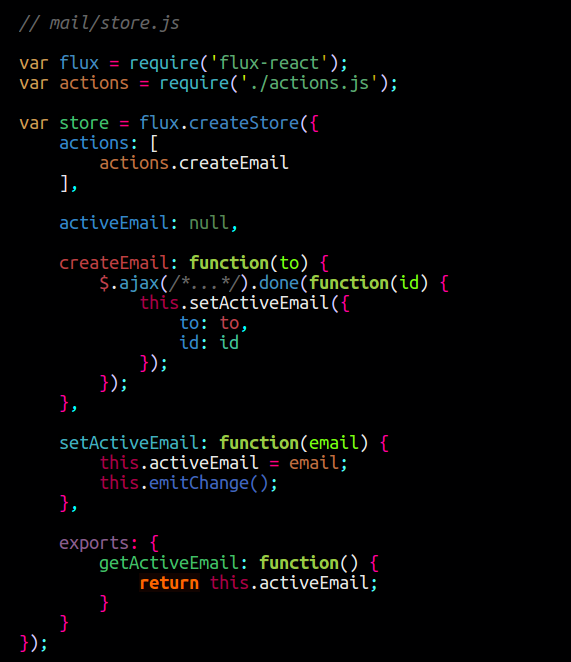 // mail/store.js

var flux = require('flux-react');
var actions = require('./actions.js');

var store = flux.createStore({
    actions: [
        actions.createEmail
    ],

    activeEmail: null,

    createEmail: function(to) {
        $.ajax(/*...*/).done(function(id) {
            this.setActiveEmail({
                to: to,
                id: id
            });
        });
    },

    setActiveEmail: function(email) {
        this.activeEmail = email;
        this.emitChange();
    },

    exports: {
        getActiveEmail: function() {
            return this.activeEmail;
        }
    }
});